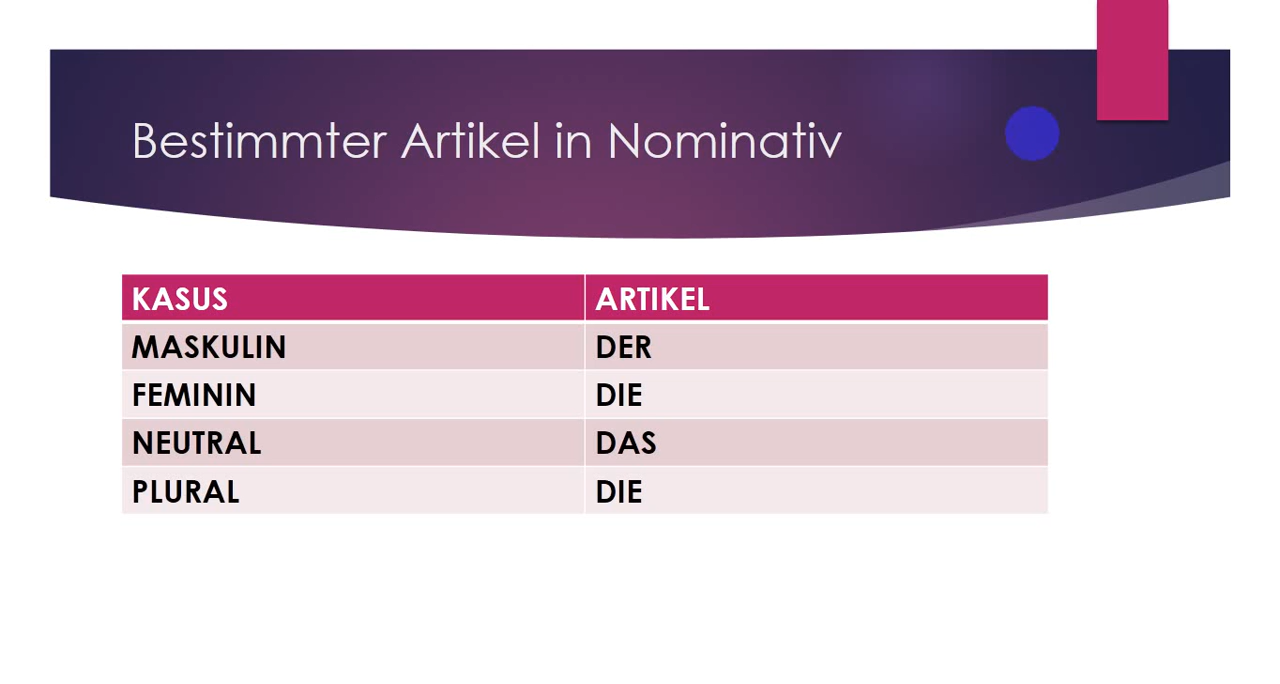 Bestimmter Artikel in Nominativ
KASUS ARTIKEL
MASKULIN DER
FEMININ DIE
NEUTRAL DAS
PLURAL DIE